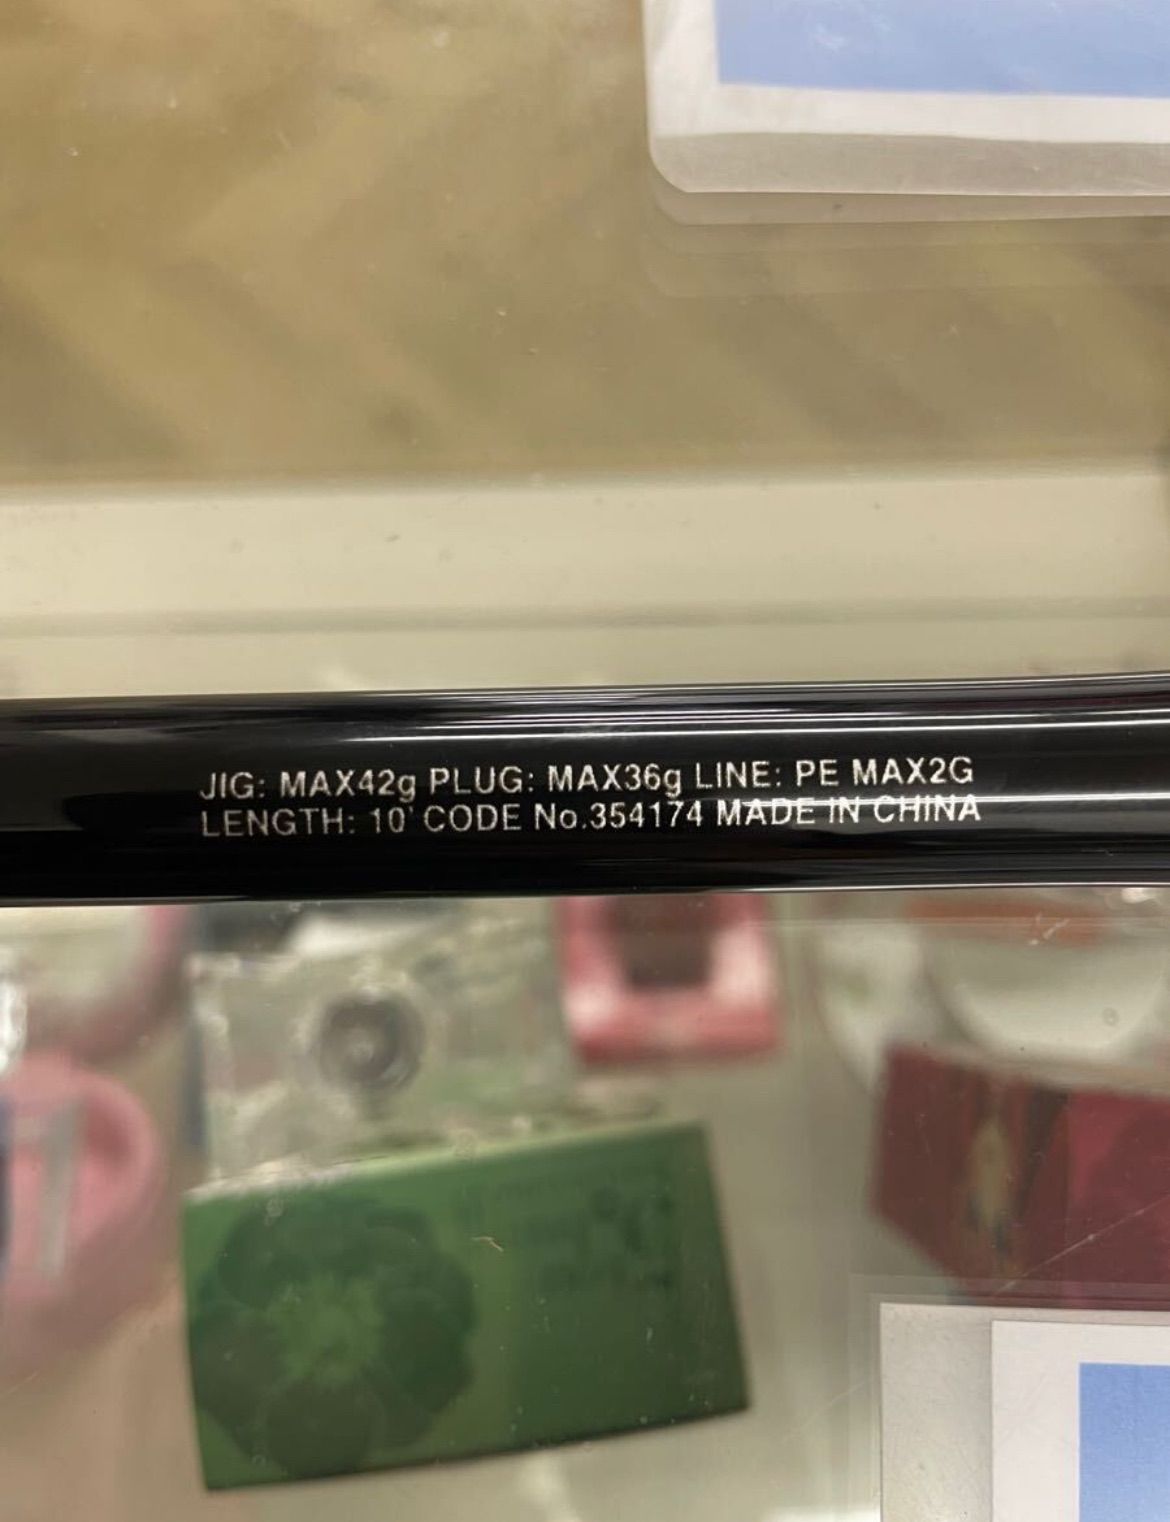 JIG: MAX42g PLUG: MAX36g LINE: PE MAX2G
LENGTH: 10' CODE No.354174 MADE IN CHINA